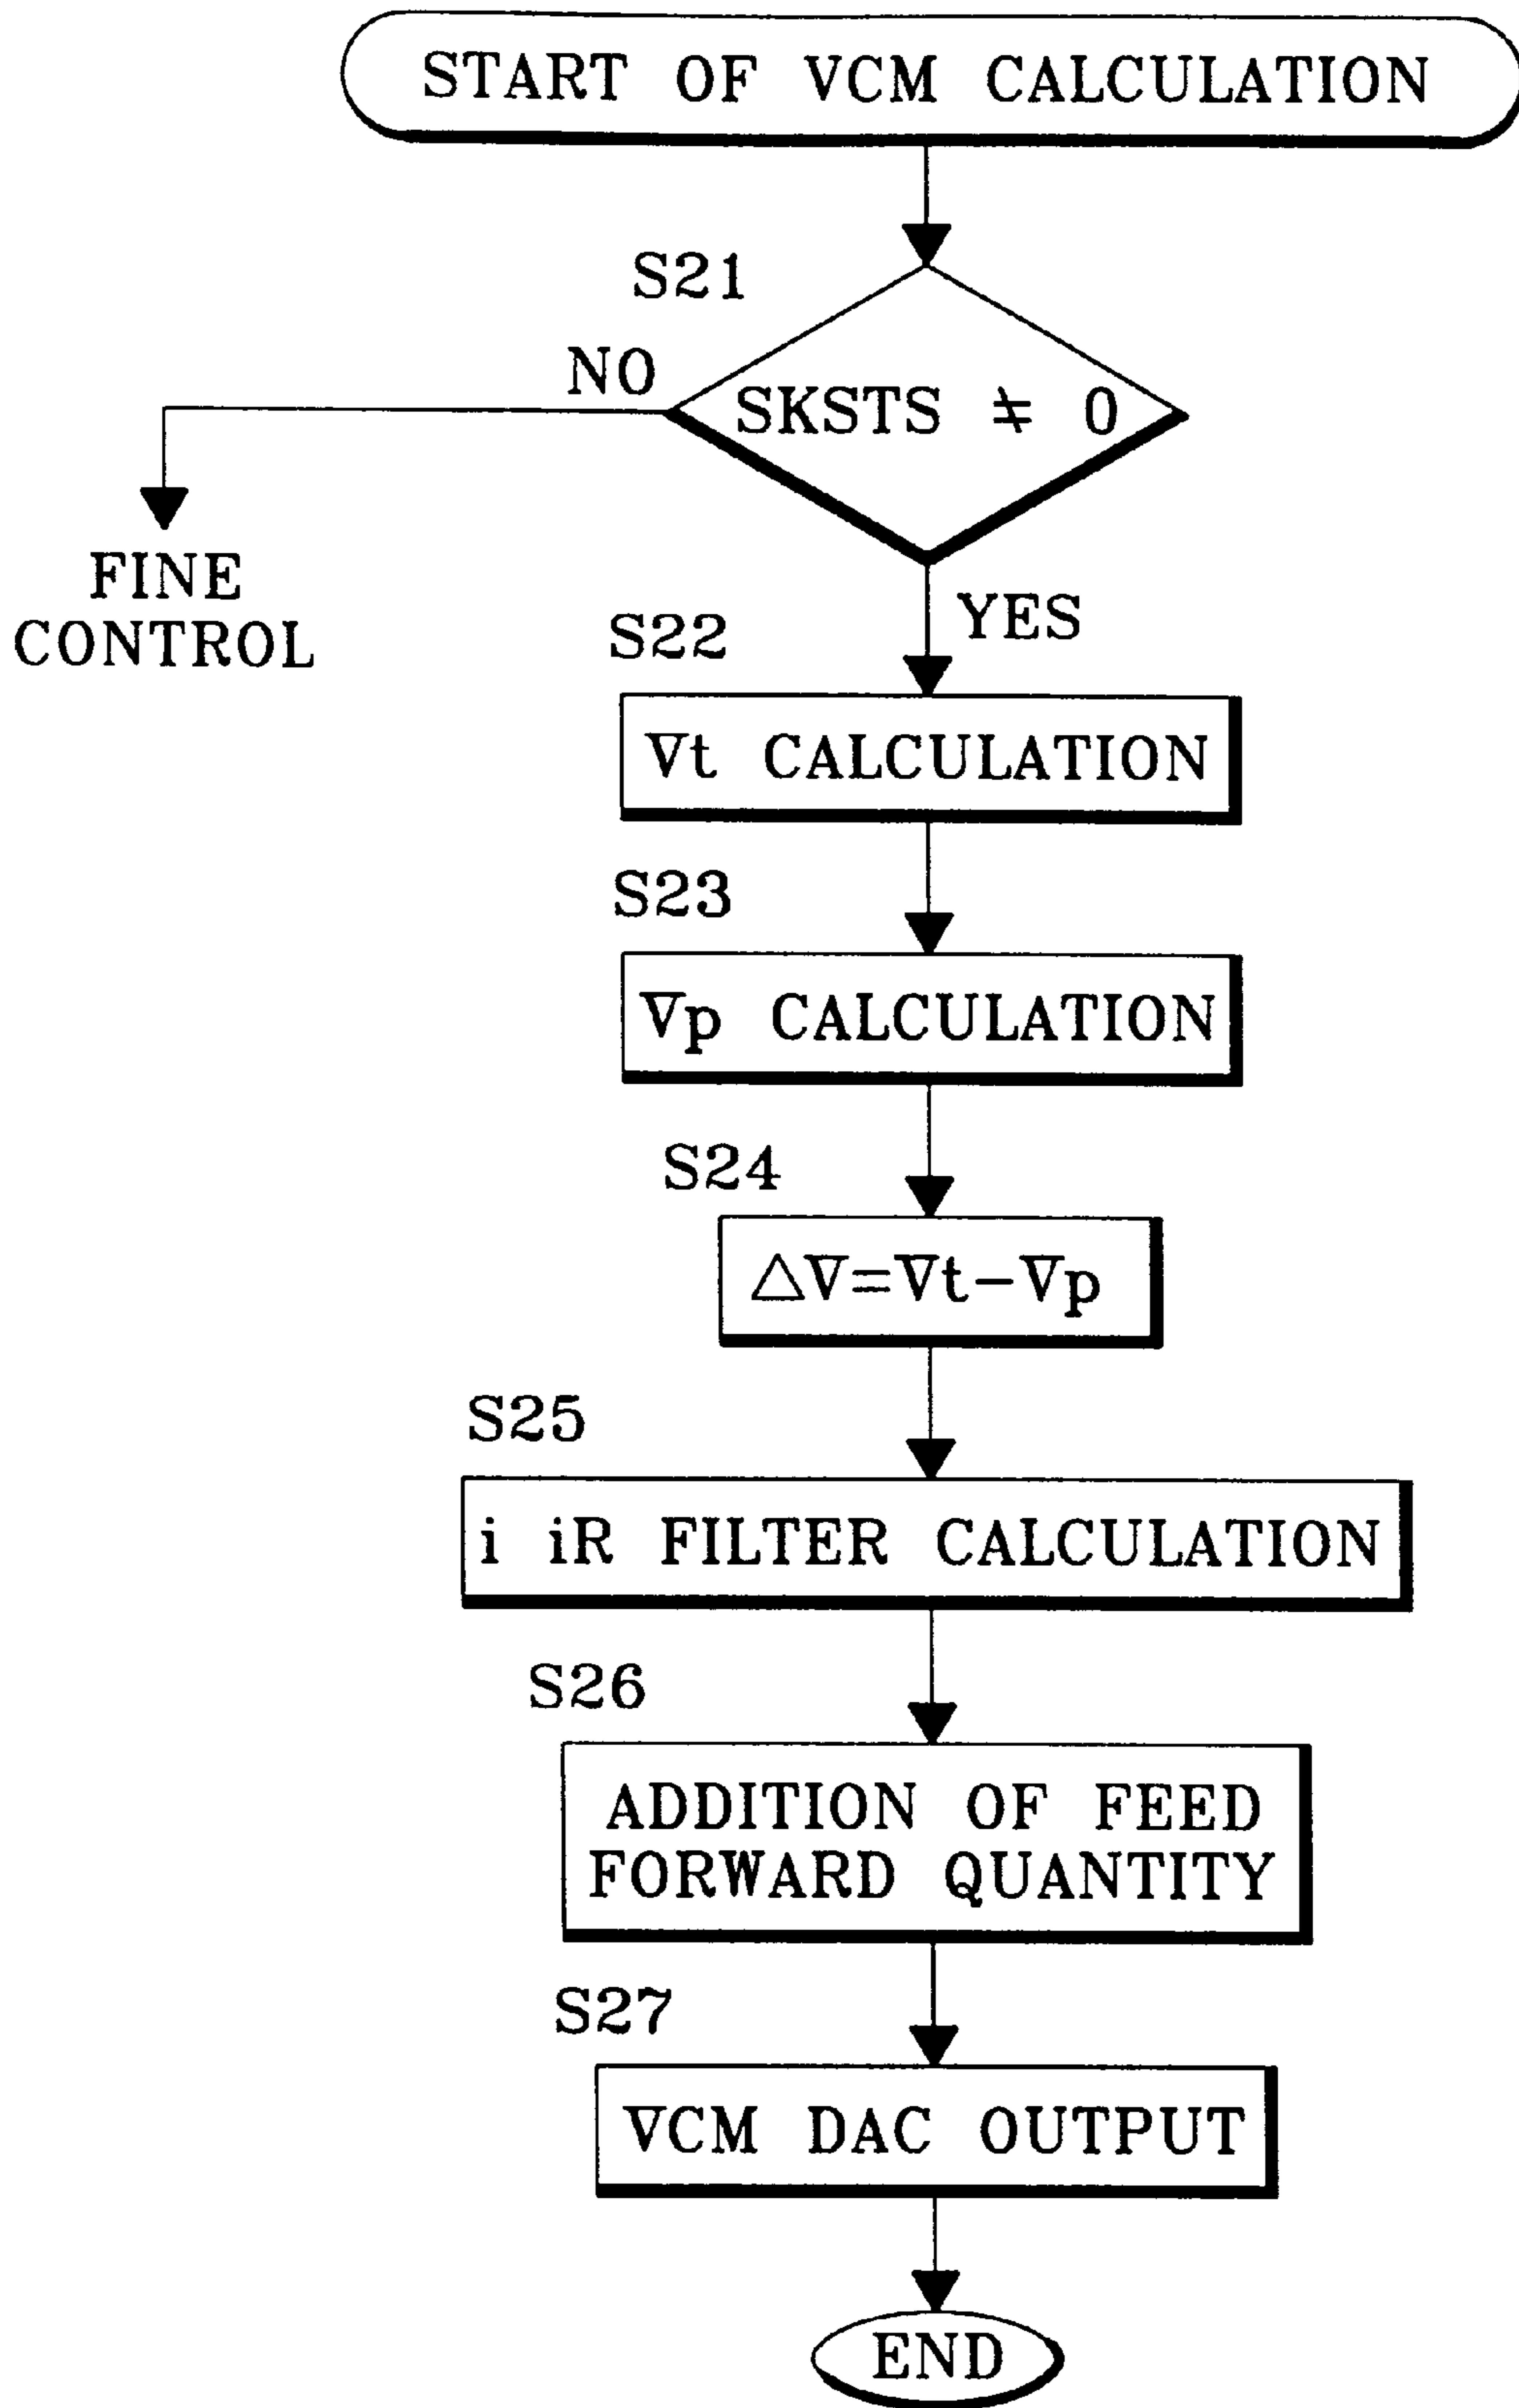 START OF VCM CALCULATION
S21
NO
SKSTS ≠ 0
FINE
CONTROL
YES
S22
Vt CALCULATION
S23
Vp CALCULATION
S24
△V=Vt-Vp
S25
i iR FILTER CALCULATION
S26
ADDITION OF FEED
FORWARD QUANTITY
S27
VCM DAC OUTPUT
END